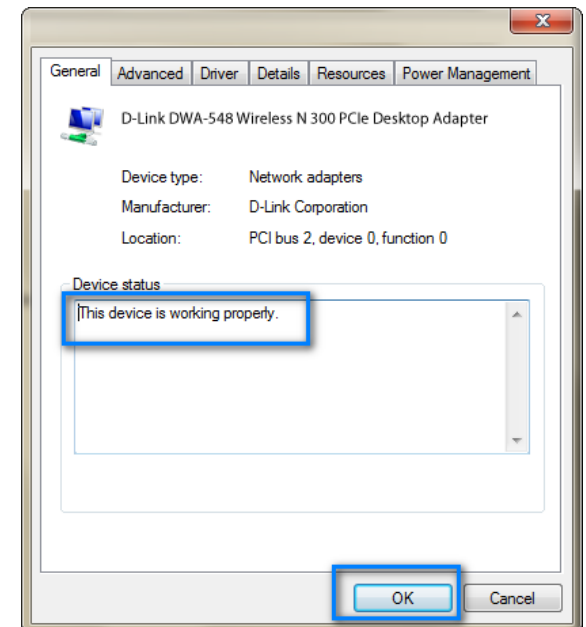 General Advanced Driver Details Resources Power Management
D-Link DWA-548 Wireless N 300 PCIe Desktop Adapter
Device type: Network adapters
Manufacturer: D-Link Corporation
Location: PCI bus 2, device 0, function 0
Device status
This device is working properly.
OK Cancel